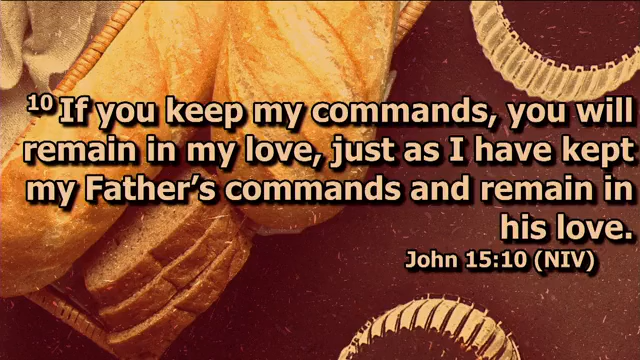 10 If you keep my commands, you will
remain in my love, just as I have kept
my Father’s commands and remain in
his love.
John 15:10 (NIV)